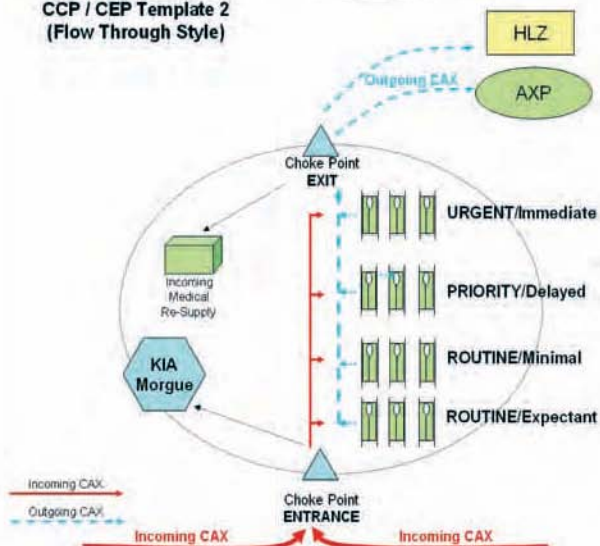 CCP / CEP Template 2
(Flow Through Style)
HLZ
Outgoing CAX
AXP
Choke Point
EXIT
URGENT/Immediate
Incoming
Medical
Re-Supply
PRIORITY/Delayed
KIA
Morgue
ROUTINE/Minimal
ROUTINE/Expectant
Incoming CAX
Outgoing CAX
Choke Point
ENTRANCE
Incoming CAX
Incoming CAX